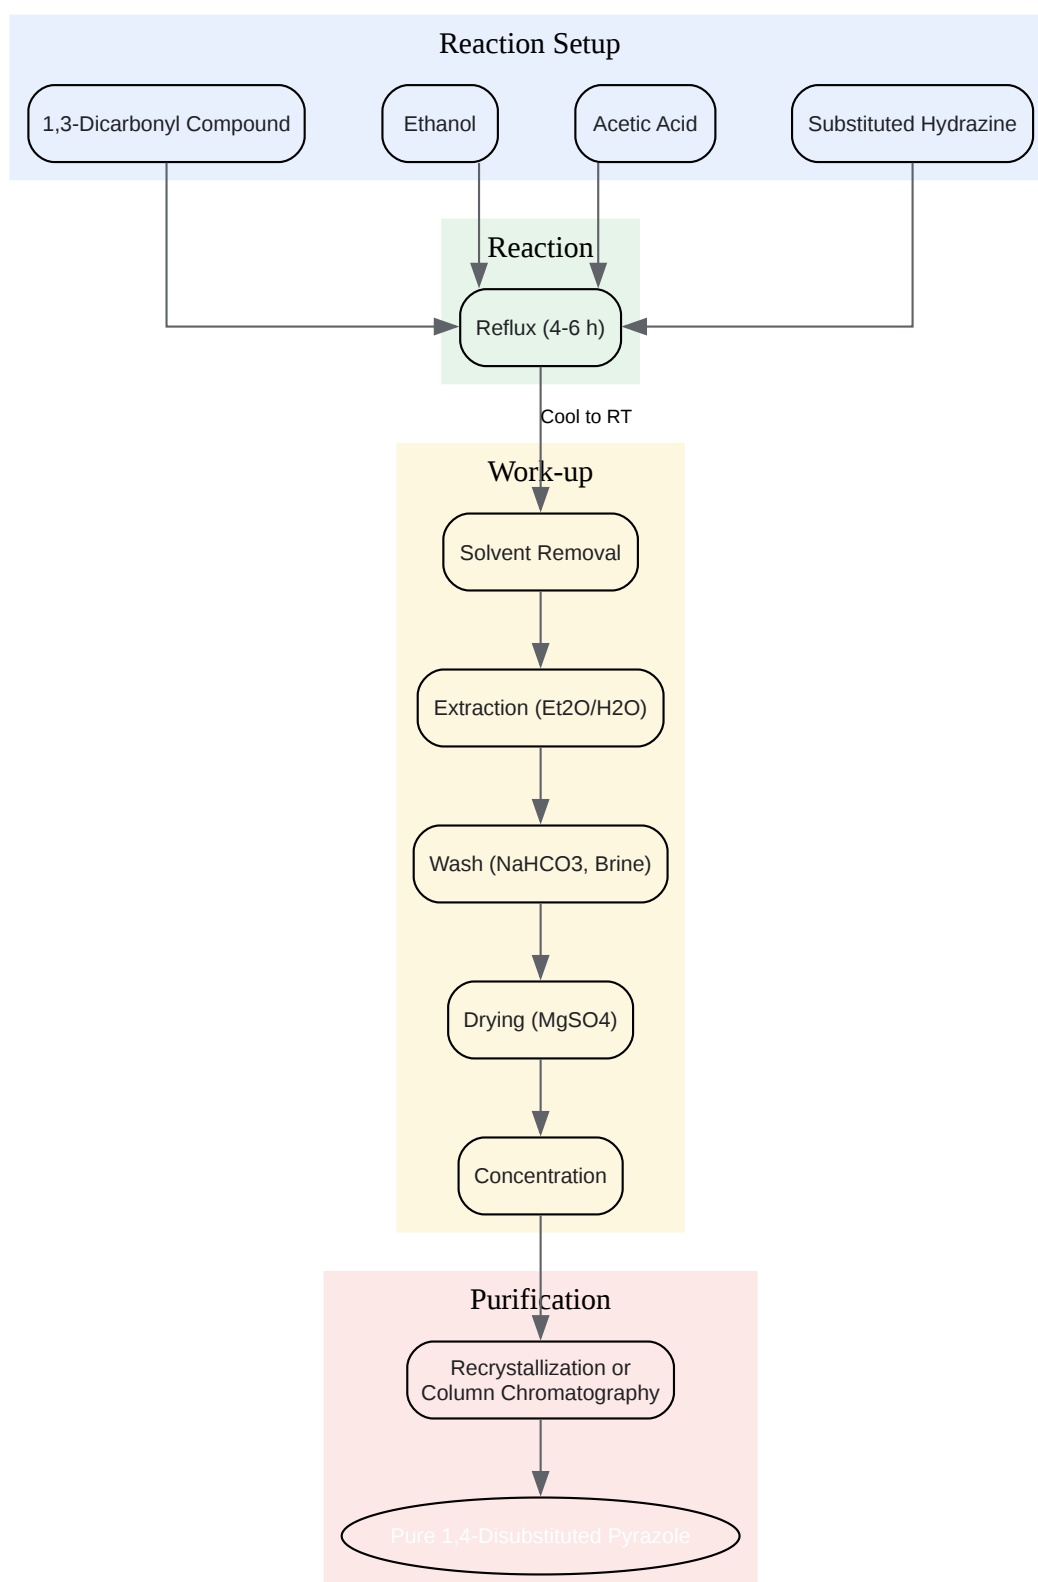 Reaction Setup
1,3-Dicarbonyl Compound
Ethanol
Acetic Acid
Substituted Hydrazine
Reaction
Reflux (4-6 h)
Cool to RT
Work-up
Solvent Removal
Extraction (Et2O/H2O)
Wash (NaHCO3, Brine)
Drying (MgSO4)
Concentration
Purification
Recrystallization or
Column Chromatography
Pure 1,4-Disubstituted Pyrazole